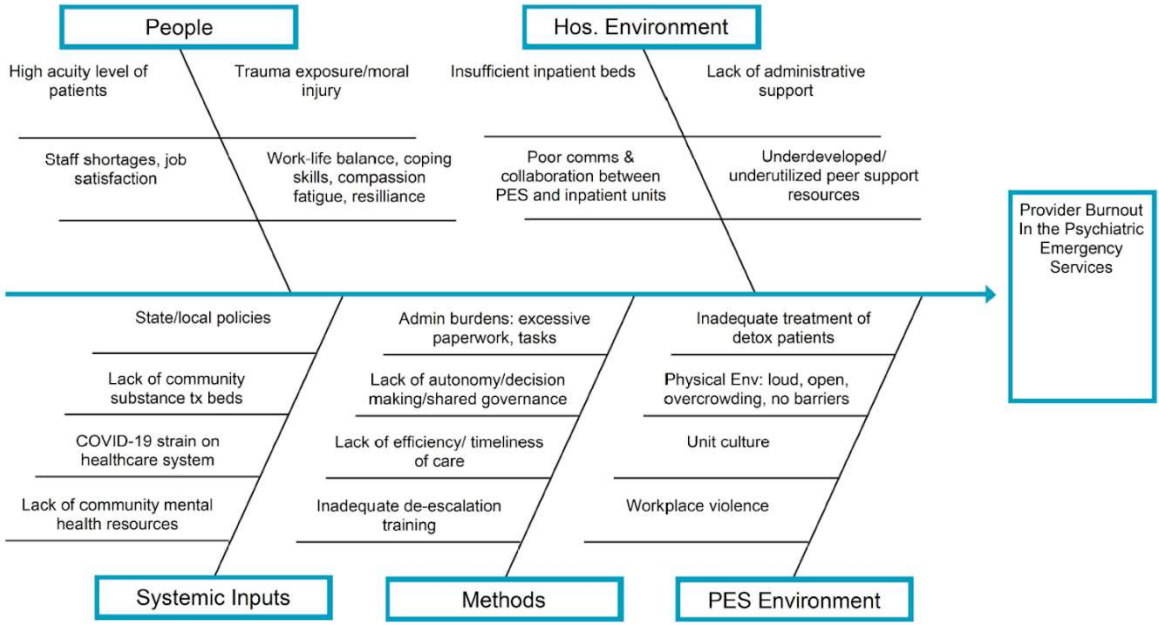 People
Hos. Environment
High acuity level of
patients
Trauma exposure/moral
injury
Insufficient inpatient beds
Lack of administrative
support
Staff shortages, job
satisfaction
Work-life balance, coping
skills, compassion
fatigue, resilliance
Poor comms &
collaboration between
PES and inpatient units
Underdeveloped/
underutilized peer support
resources
Provider Burnout
In the Psychiatric
Emergency
Services
State/local policies
Admin burdens: excessive
paperwork, tasks
Inadequate treatment of
detox patients
Lack of community
substance tx beds
Lack of autonomy/decision
making/shared governance
Physical Env: loud, open,
overcrowding, no barriers
COVID-19 strain on
healthcare system
Lack of efficiency/ timeliness
of care
Unit culture
Lack of community mental
health resources
Inadequate de-escalation
training
Workplace violence
Systemic Inputs
Methods
PES Environment